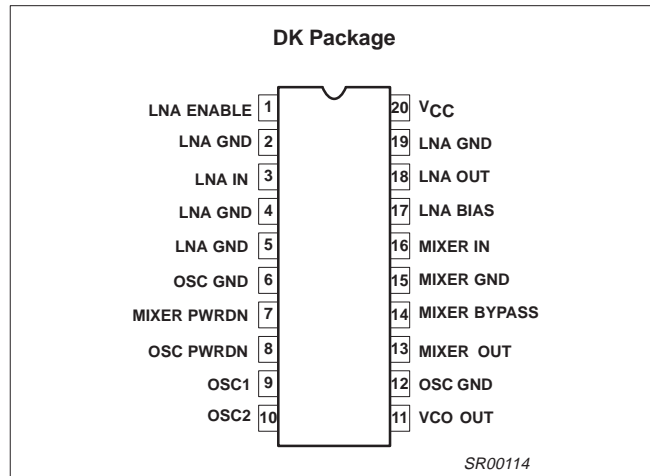 DK Package
LNA ENABLE 1 20 VCC
LNA GND 2 19 LNA GND
LNA IN 3 18 LNA OUT
LNA GND 4 17 LNA BIAS
LNA GND 5 16 MIXER IN
OSC GND 6 15 MIXER GND
MIXER PWRDN 7 14 MIXER BYPASS
OSC PWRDN 8 13 MIXER OUT
OSC1 9 12 OSC GND
OSC2 10 11 VCO OUT
SR00114